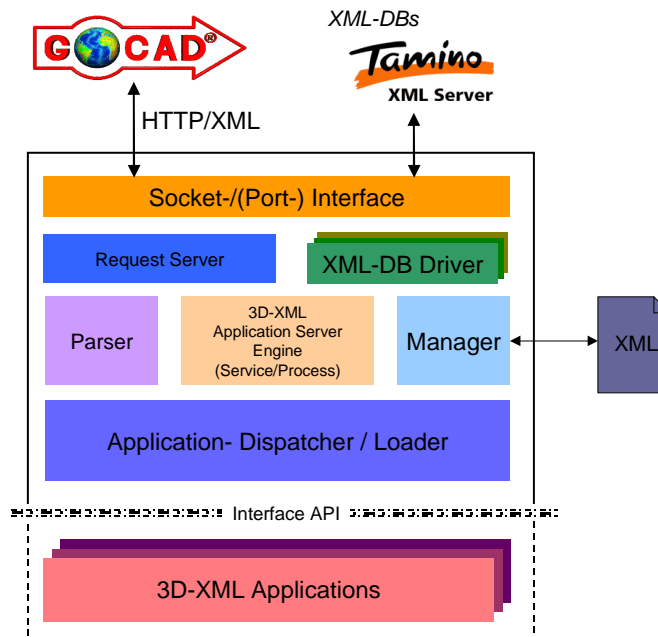 GOCAD®
XML-DBs
Tamino
XML Server
HTTP/XML
Socket-/(Port-) Interface
Request Server
XML-DB Driver
Parser
3D-XML
Application Server
Engine
(Service/Process)
Manager
XML
Application- Dispatcher / Loader
Interface API
3D-XML Applications